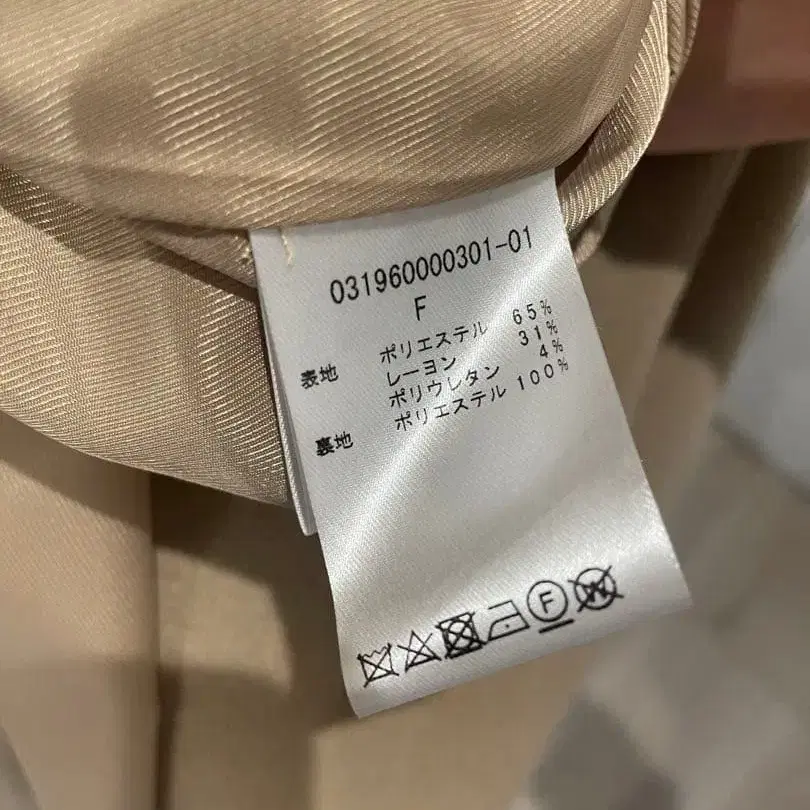 031960000301-01
F
表地 ポリエステル 65%
レーヨン 31%
ポリウレタン 4%
裏地 ポリエステル 100%
F W